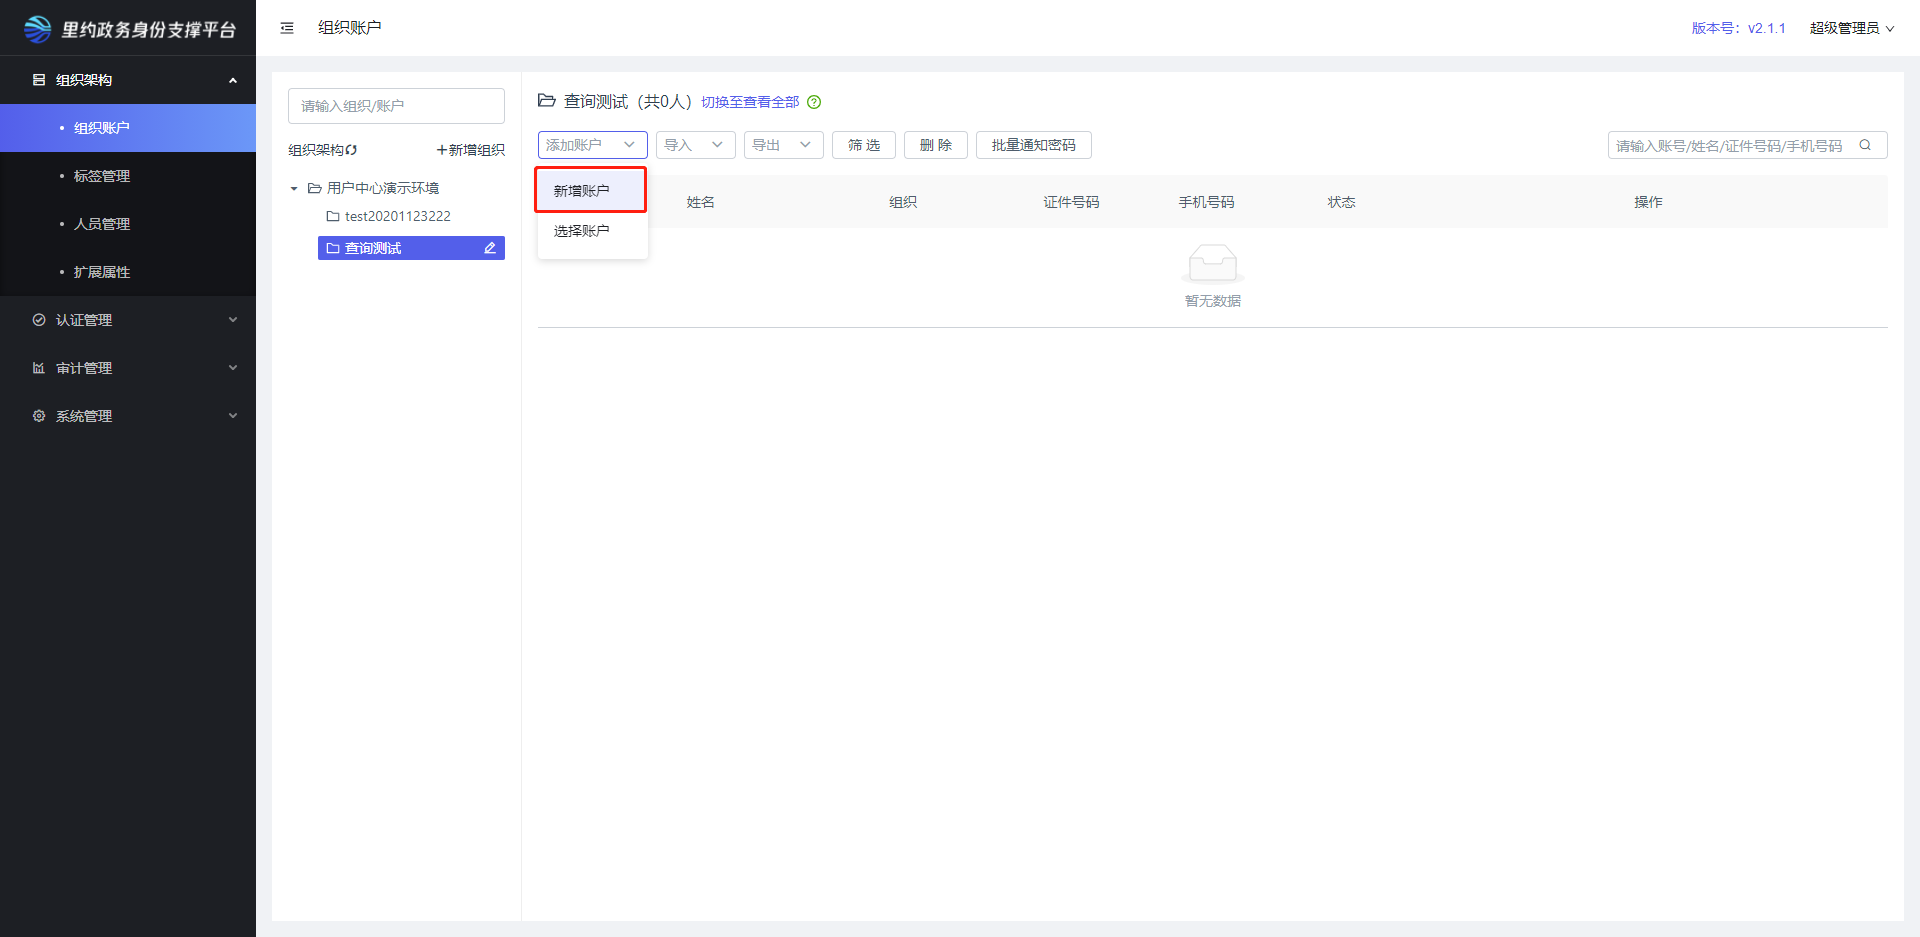 里约政务身份支撑平台
组织账户
版本号：v2.1.1
超级管理员
组织架构
组织账户
标签管理
人员管理
扩展属性
认证管理
审计管理
系统管理
请输入组织/账户
组织架构
新增组织
用户中心演示环境
test20201123222
查询测试
查询测试（共0人）
切换至查看全部
添加账户
导入
导出
筛 选
删 除
批量通知密码
请输入账号/姓名/证件号码/手机号码
新增账户
选择账户
姓名
组织
证件号码
手机号码
状态
操作
暂无数据